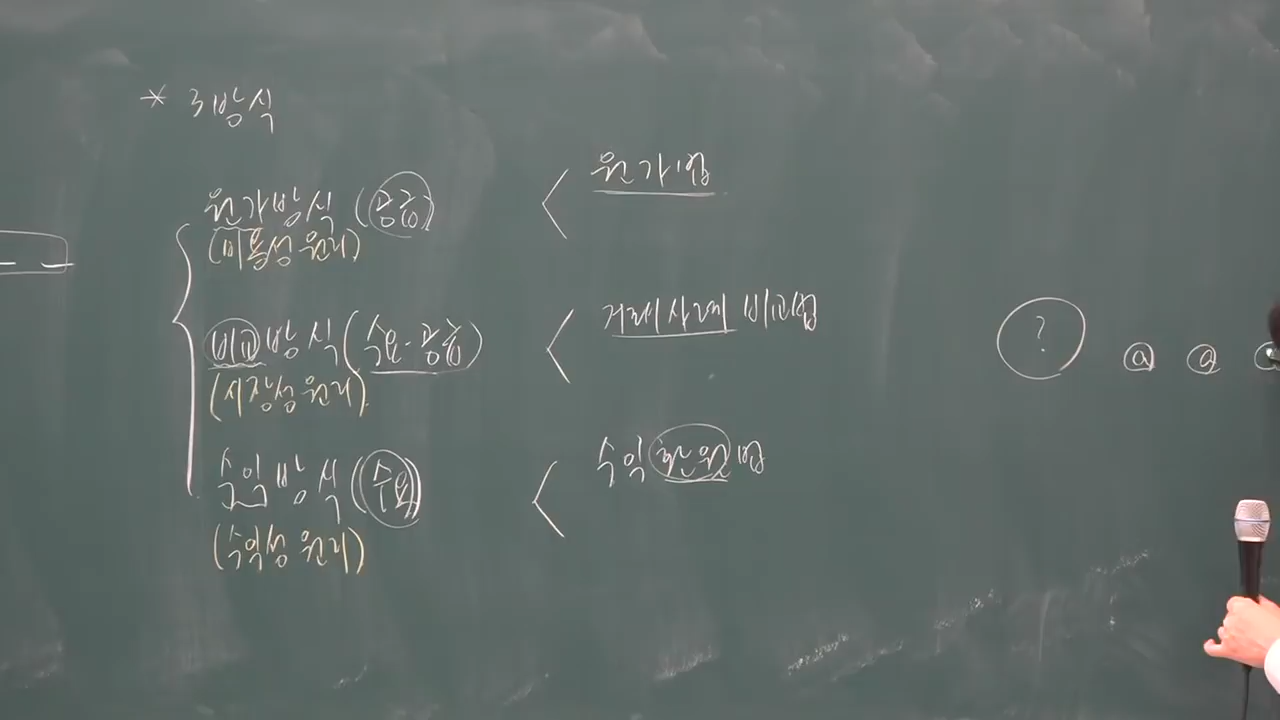 * 3방식
원가방식 (공급) < 원가법
(비용성 원리)
비교방식 (수요-공급) < 거래사례 비교법
(시장성 원리)
수익방식 (수요) < 수익환원법
(수익성 원리)
? a a a